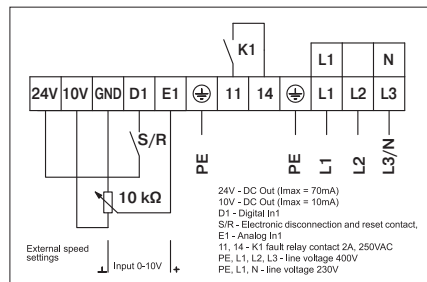 K1
L1 N
24V 10V GND D1 E1 11 14 L1 L2 L3
S/R
PE PE L1 L2 L3/N
10 kΩ
24V - DC Out (Imax = 70mA)
10V - DC Out (Imax = 10mA)
D1 - Digital In1
S/R - Electronic disconnection and reset contact,
E1 - Analog In1
11, 14 - K1 fault relay contact 2A, 250VAC
PE, L1, L2, L3 - line voltage 400V
PE, L1, N - line voltage 230V
External speed
settings
⊥ Input 0-10V +